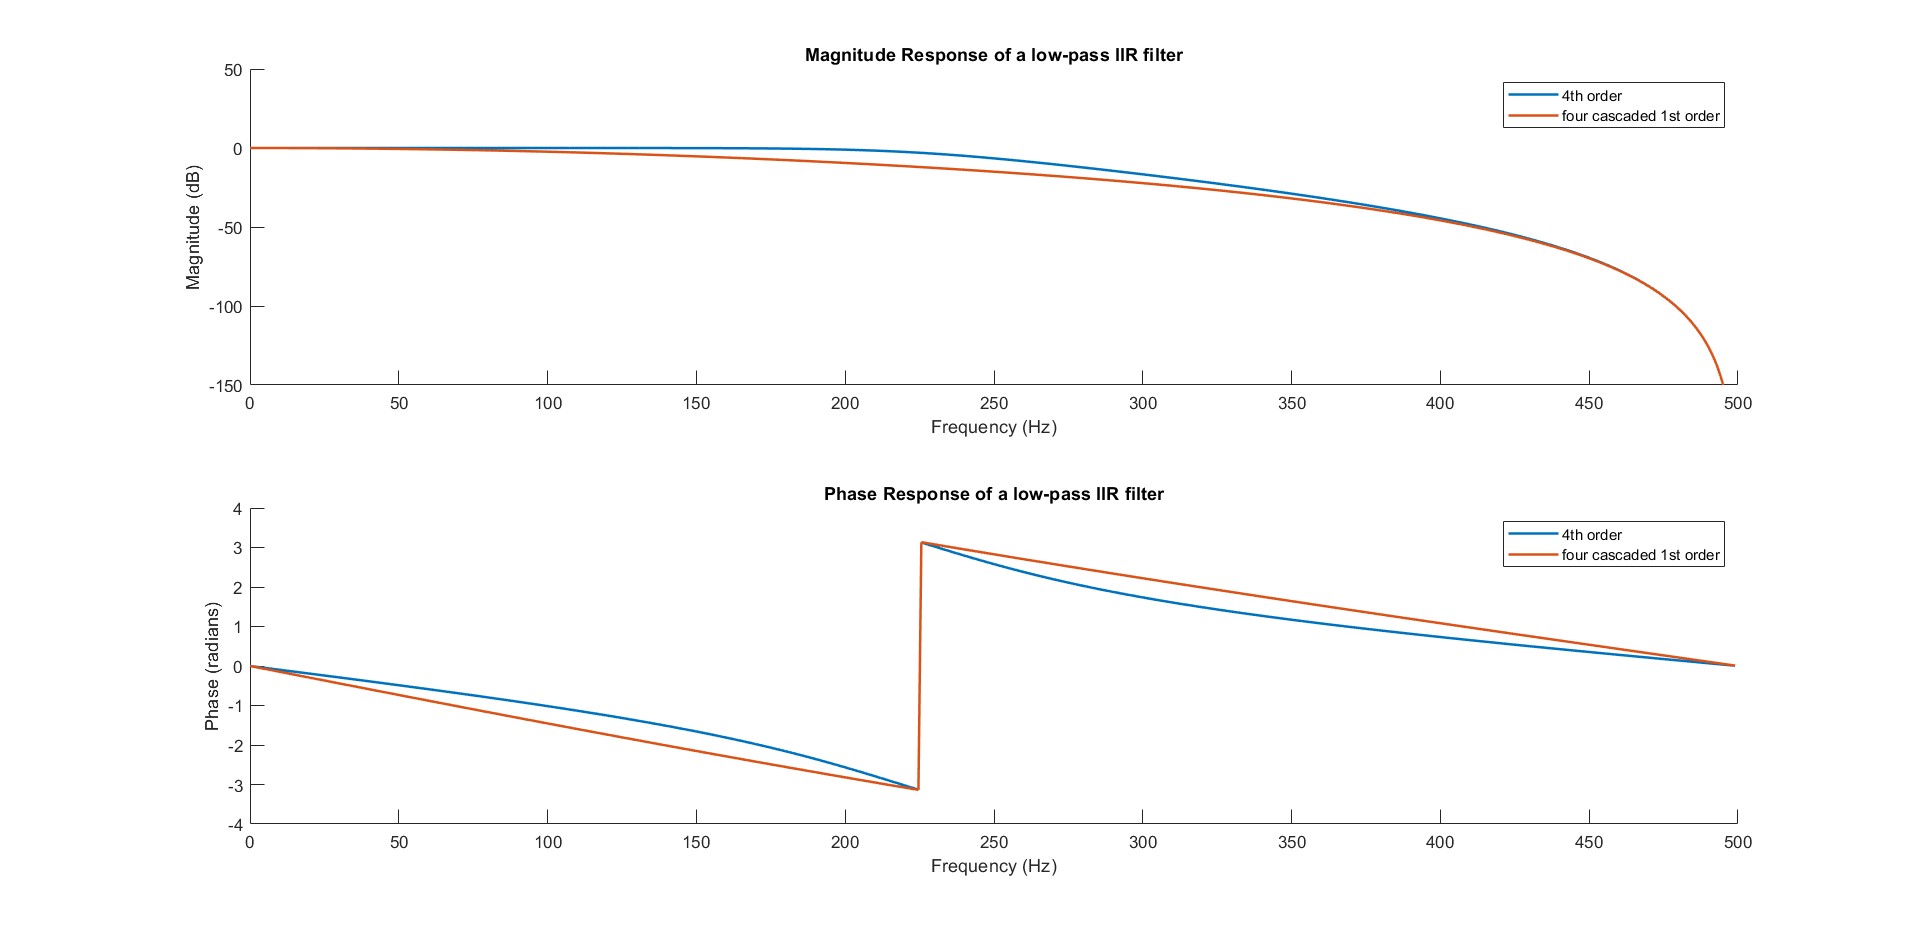 Magnitude Response of a low-pass IIR filter
50
0
-50
-100
-150
Magnitude (dB)
4th order
four cascaded 1st order
0 50 100 150 200 250 300 350 400 450 500
Frequency (Hz)
Phase Response of a low-pass IIR filter
4
3
2
1
0
-1
-2
-3
-4
Phase (radians)
4th order
four cascaded 1st order
0 50 100 150 200 250 300 350 400 450 500
Frequency (Hz)